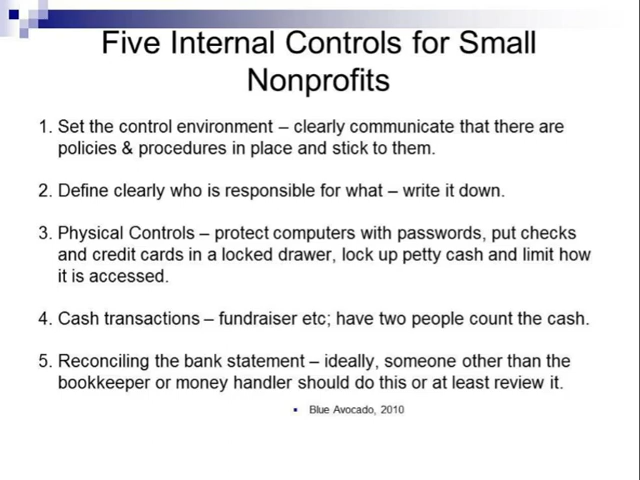 Five Internal Controls for Small
Nonprofits
1. Set the control environment – clearly communicate that there are
policies & procedures in place and stick to them.
2. Define clearly who is responsible for what – write it down.
3. Physical Controls – protect computers with passwords, put checks
and credit cards in a locked drawer, lock up petty cash and limit how
it is accessed.
4. Cash transactions – fundraiser etc; have two people count the cash.
5. Reconciling the bank statement – ideally, someone other than the
bookkeeper or money handler should do this or at least review it.
▪ Blue Avocado, 2010